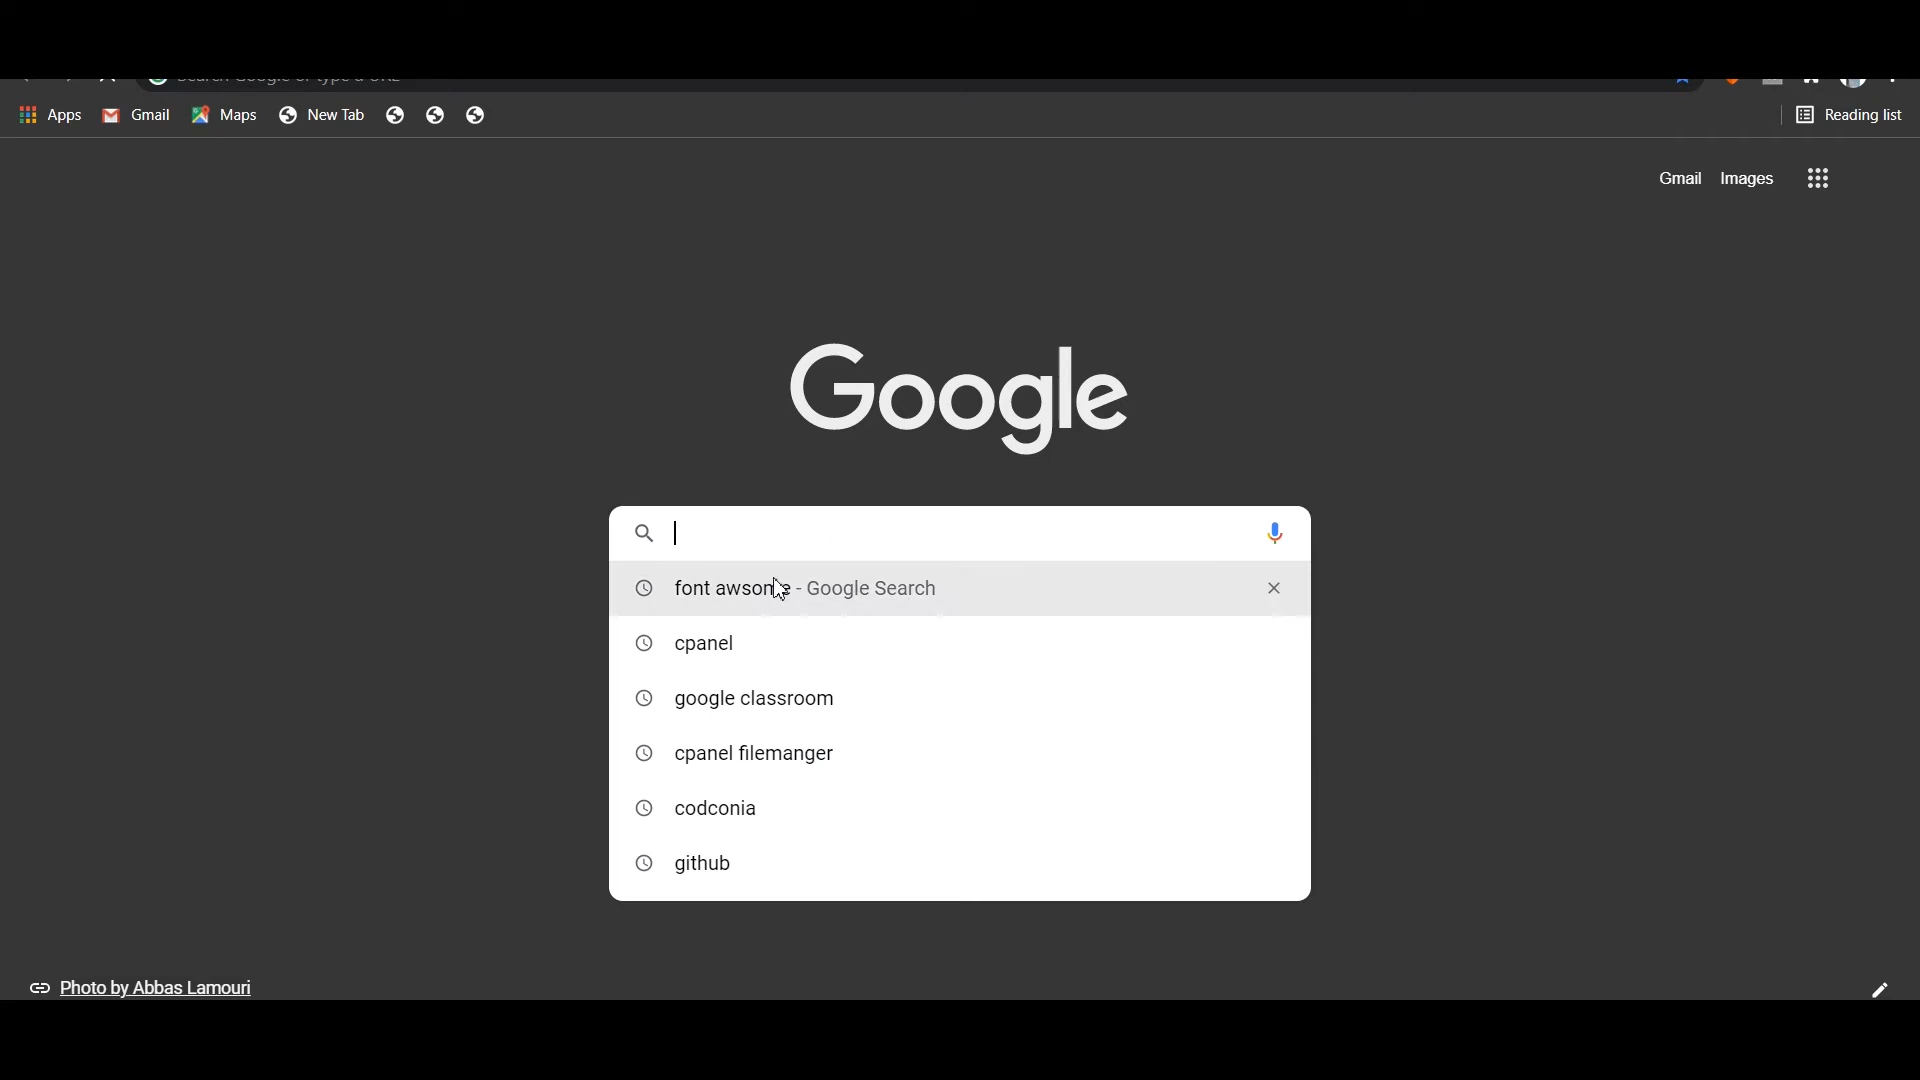 Apps Gmail Maps New Tab Reading list
Gmail Images
Google
font awsome - Google Search
cpanel
google classroom
cpanel filemanger
codconia
github
Photo by Abbas Lamouri